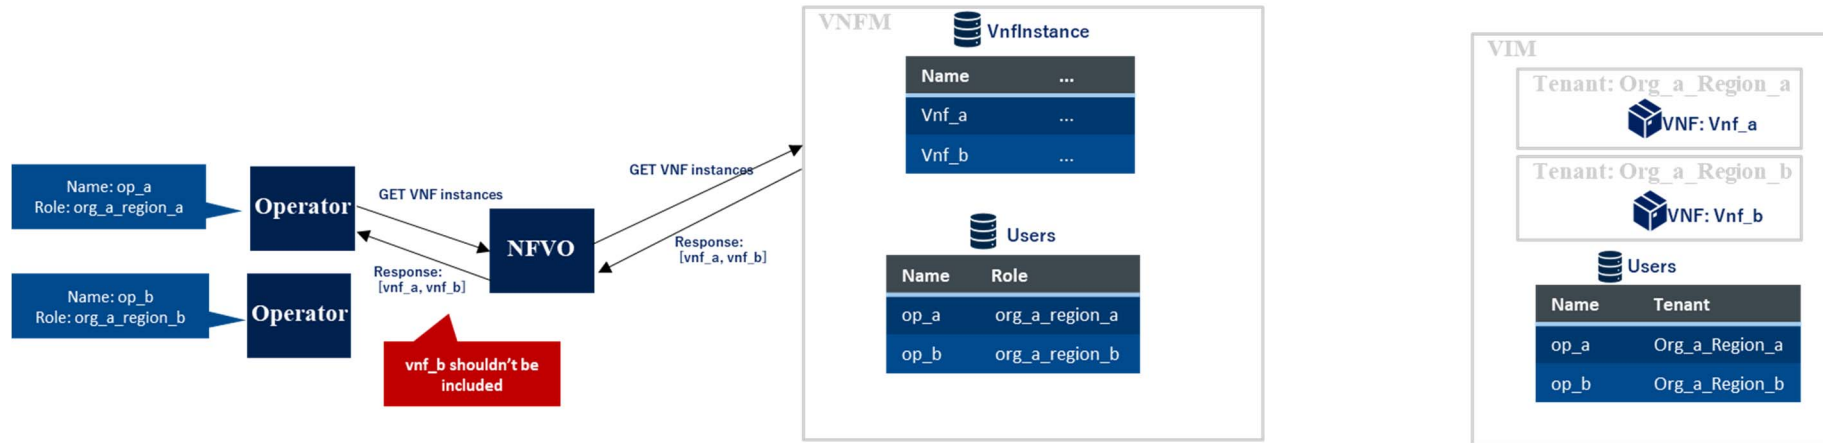 Name: op_a
Role: org_a_region_a
Operator
Name: op_b
Role: org_a_region_b
Operator
GET VNF instances
Response:
[vnf_a, vnf_b]
vnf_b shouldn't be
included
NFVO
GET VNF instances
Response:
[vnf_a, vnf_b]
VNFM
VnfInstance
Name ...
Vnf_a ...
Vnf_b ...
Users
Name Role
op_a org_a_region_a
op_b org_a_region_b
VIM
Tenant: Org_a_Region_a
VNF: Vnf_a
Tenant: Org_a_Region_b
VNF: Vnf_b
Users
Name Tenant
op_a Org_a_Region_a
op_b Org_a_Region_b